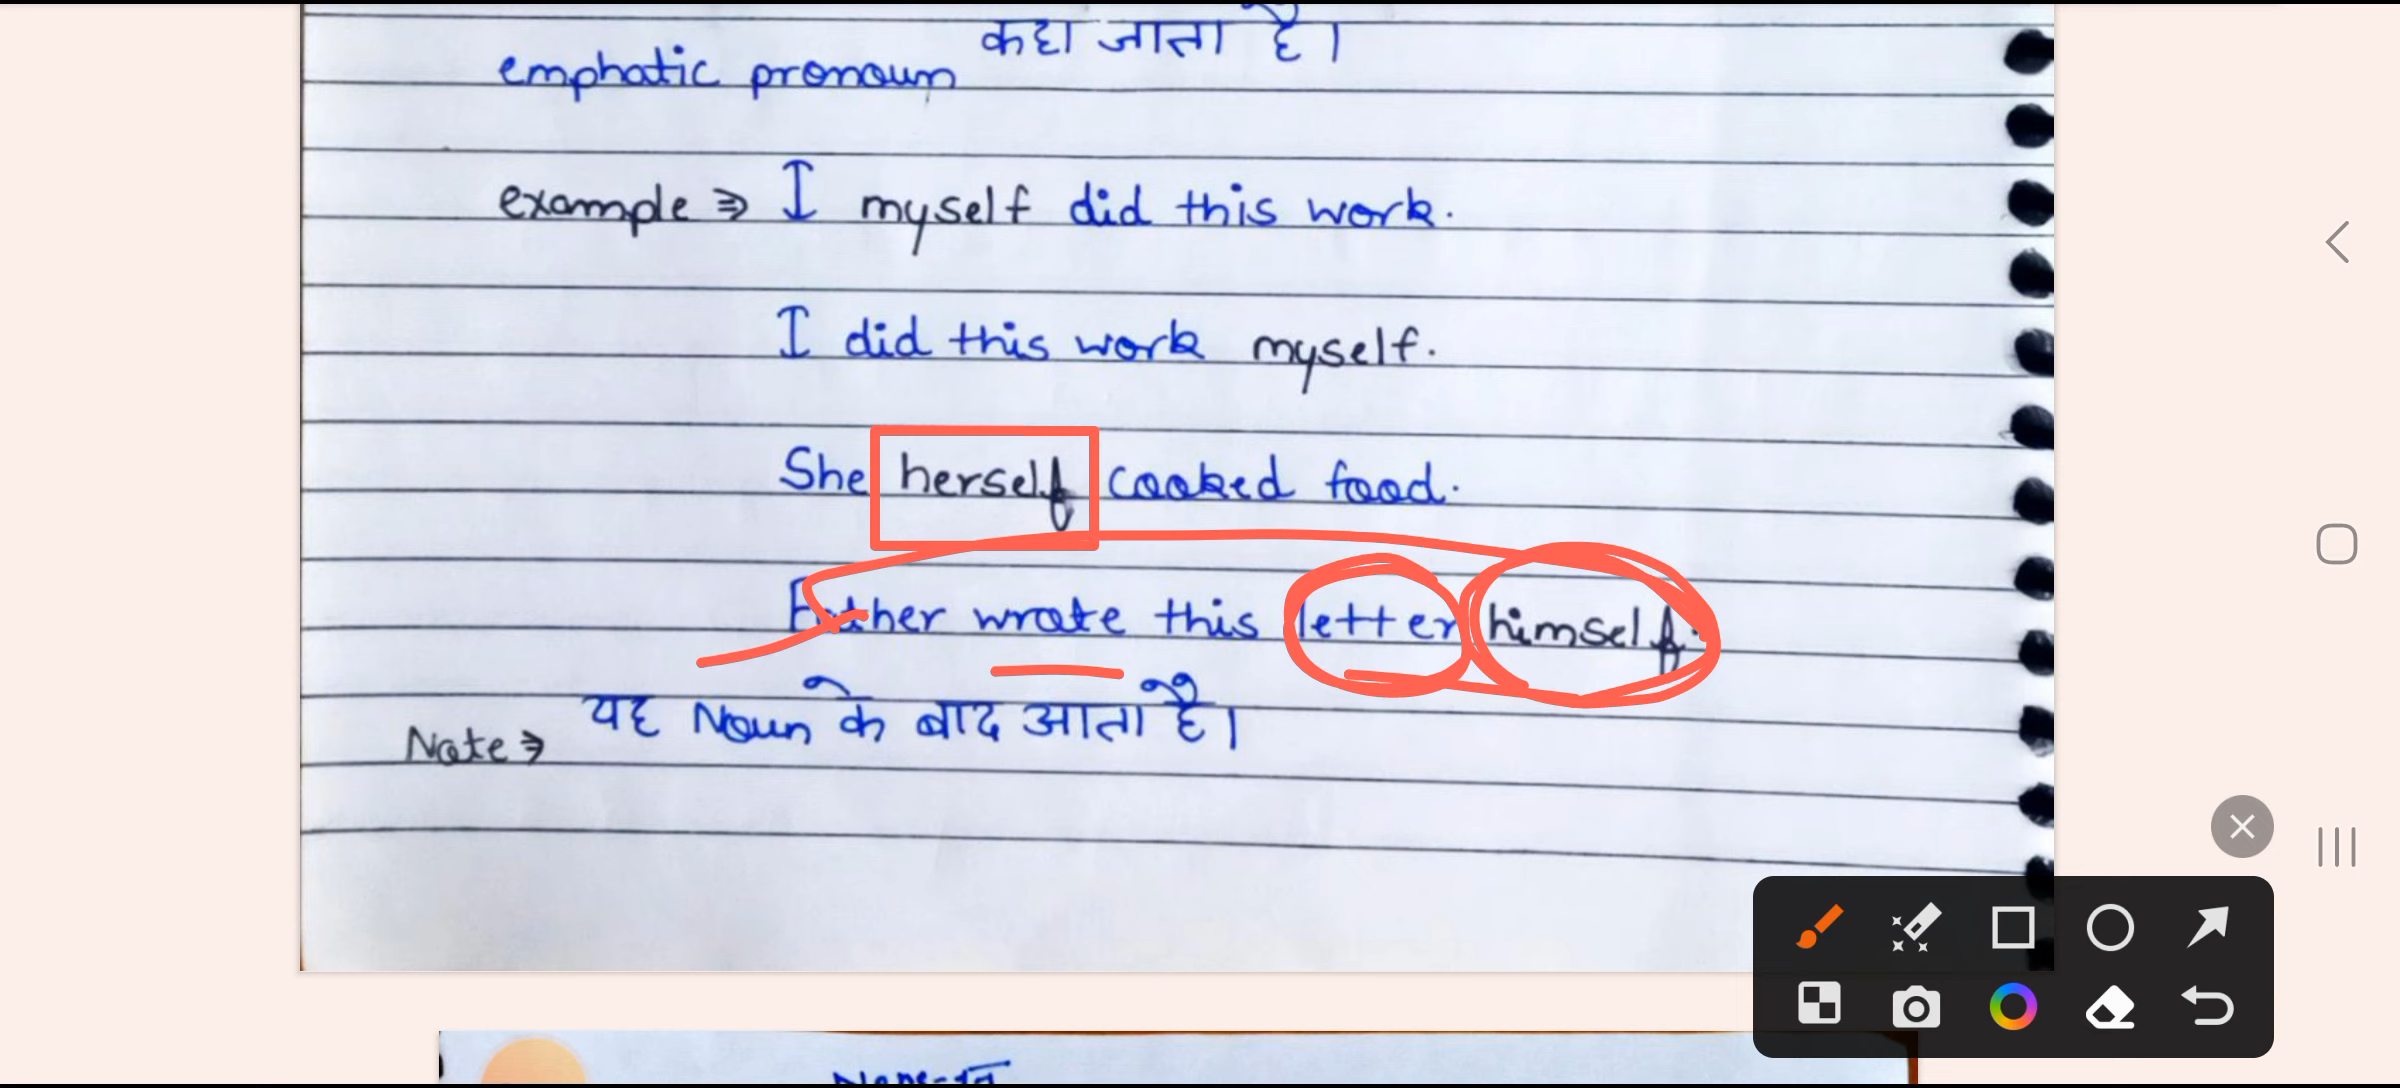 कहा जाता है।
emphatic pronoun
example ⇒ I myself did this work.
I did this work myself.
She herself cooked food.
Father wrote this letter himself.
Note ⇒ यह Noun के बाद आता है।